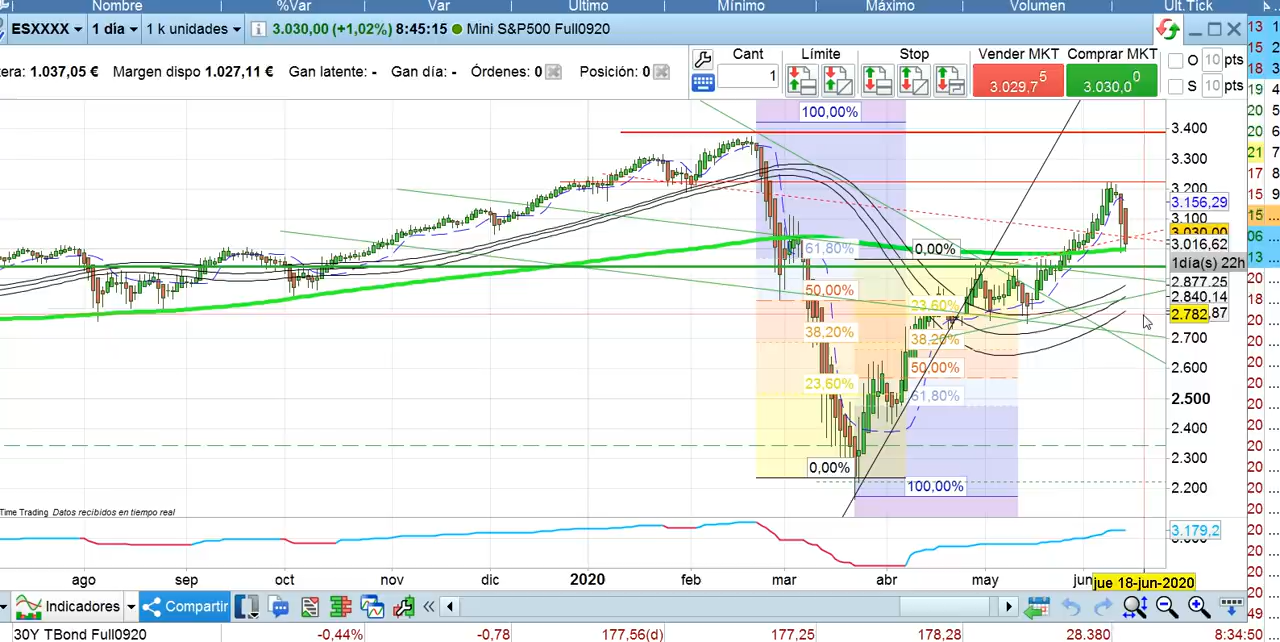 Nombre %Var Var Último Mínimo Máximo Volumen Últ.Tick
ESXXXX 1 día 1 k unidades 3.030,00 (+1,02%) 8:45:15 Mini S&P500 Full0920
Cant Límite Stop Vender MKT Comprar MKT
era: 1.037,05 € Margen dispo 1.027,11 € Gan latente: - Gan día: - Órdenes: 0 Posición: 0
1 3.029,7 5 3.030,0 0
O 10 pts
S 10 pts
100,00%
3.400
3.300
3.200
3.156,29
3.100
3.030,00
3.016,62
1día(s) 22h
2.877,25
2.840,14
2.782,87
2.700
2.600
2.500
2.400
2.300
2.200
61,80% 0,00%
50,00% 23,60%
38,20% 38,20%
50,00%
23,60% 61,80%
0,00%
100,00%
Time Trading Datos recibidos en tiempo real
3.179,2
ago sep oct nov dic 2020 feb mar abr may jun jue 18-jun-2020
Indicadores Compartir
30Y TBond Full0920 -0,44% -0,78 177,56(d) 177,25 178,28 28.380 8:34:50